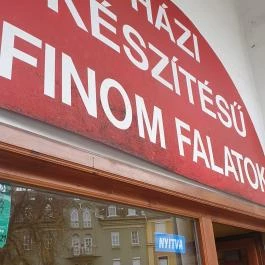 HÁZI
KÉSZÍTÉSŰ
FINOM FALATOK
NYITVA